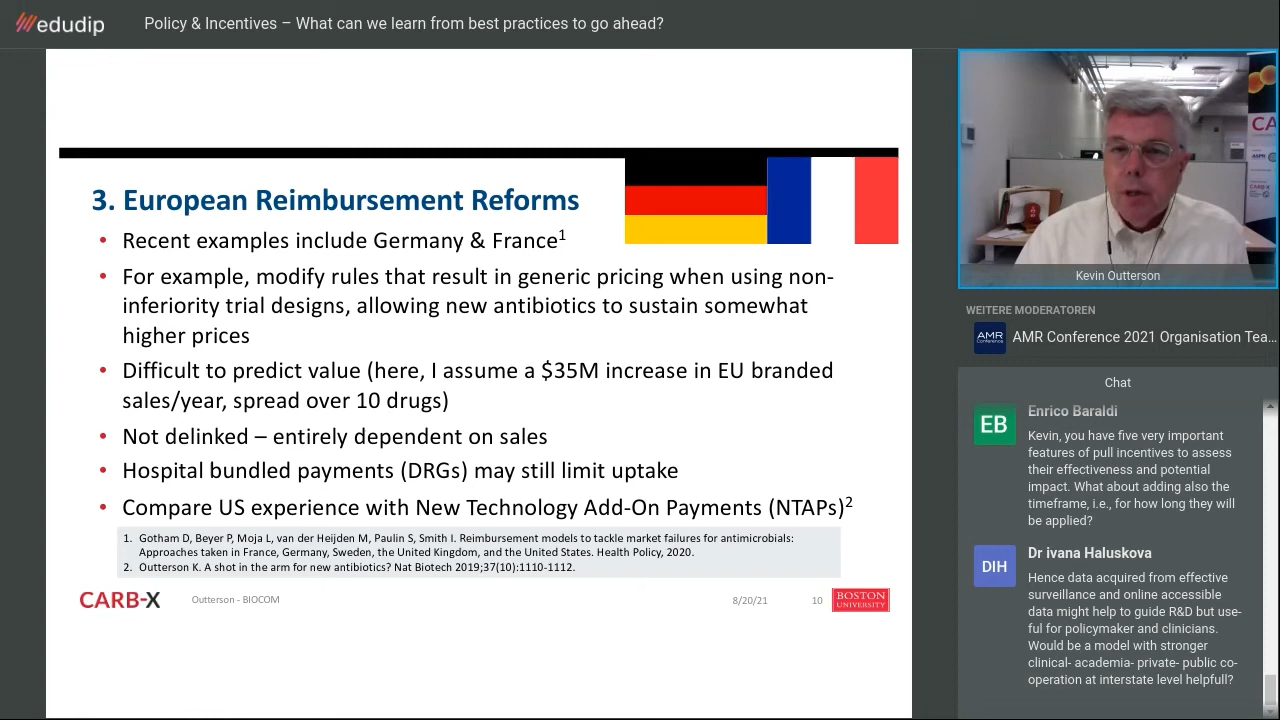 edudip
Policy & Incentives – What can we learn from best practices to go ahead?
3. European Reimbursement Reforms
• Recent examples include Germany & France1
• For example, modify rules that result in generic pricing when using non-
inferiority trial designs, allowing new antibiotics to sustain somewhat
higher prices
• Difficult to predict value (here, I assume a $35M increase in EU branded
sales/year, spread over 10 drugs)
• Not delinked – entirely dependent on sales
• Hospital bundled payments (DRGs) may still limit uptake
• Compare US experience with New Technology Add-On Payments (NTAPs)2
1. Gotham D, Beyer P, Moja L, van der Heijden M, Paulin S, Smith I. Reimbursement models to tackle market failures for antimicrobials:
Approaches taken in France, Germany, Sweden, the United Kingdom, and the United States. Health Policy, 2020.
2. Outterson K. A shot in the arm for new antibiotics? Nat Biotech 2019;37(10):1110-1112.
CARB-X
Outterson - BIOCOM
8/20/21
10
BOSTON
UNIVERSITY
CA
ASPR
CARB-X
Kevin Outterson
WEITERE MODERATOREN
AMR
Conference
AMR Conference 2021 Organisation Tea...
Chat
EB
Enrico Baraldi
Kevin, you have five very important
features of pull incentives to assess
their effectiveness and potential
impact. What about adding also the
timeframe, i.e., for how long they will
be applied?
DIH
Dr ivana Haluskova
Hence data acquired from effective
surveillance and online accessible
data might help to guide R&D but use-
ful for policymaker and clinicians.
Would be a model with stronger
clinical- academia- private- public co-
operation at interstate level helpfull?